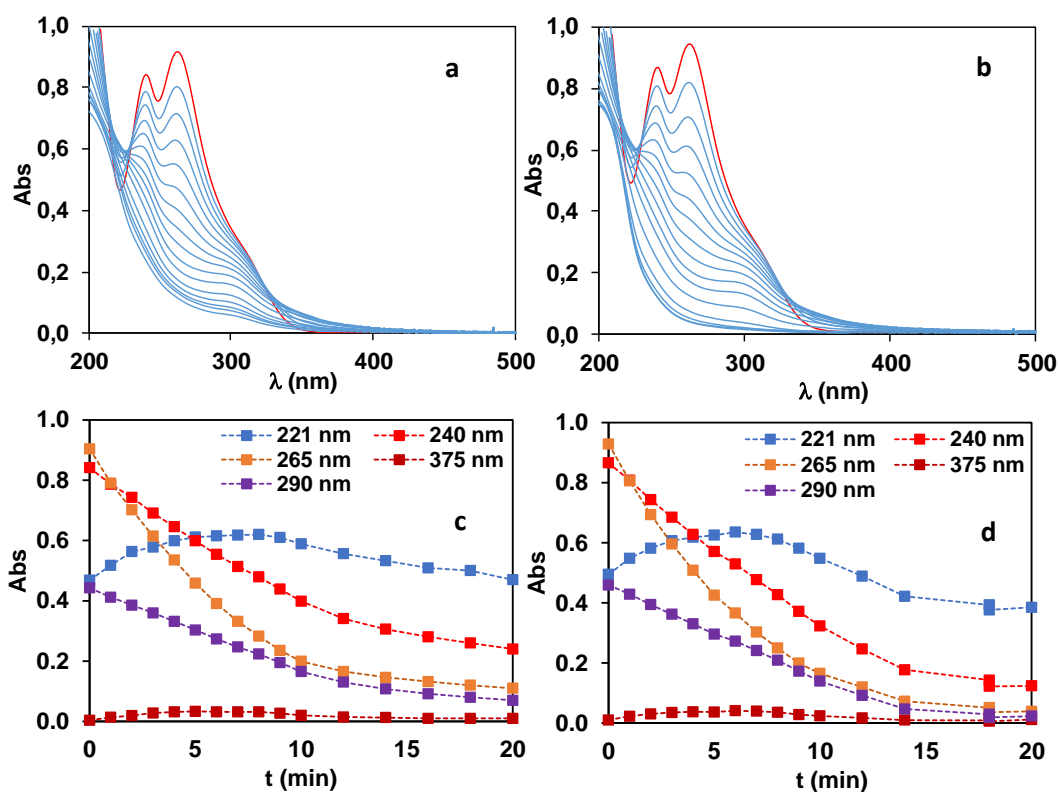 1,0
0,8
0,6
0,4
0,2
0,0
Abs
a
200
300
400
500
λ (nm)
1,0
0,8
0,6
0,4
0,2
0,0
Abs
b
200
300
400
500
λ (nm)
1.0
0.8
0.6
0.4
0.2
0.0
Abs
221 nm
240 nm
265 nm
375 nm
290 nm
c
0
5
10
15
20
t (min)
1.0
0.8
0.6
0.4
0.2
0.0
Abs
221 nm
240 nm
265 nm
375 nm
290 nm
d
0
5
10
15
20
t (min)